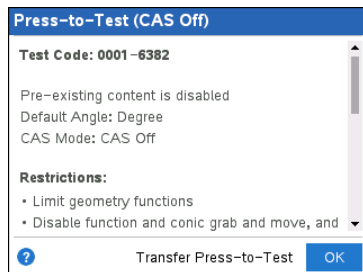 Press-to-Test (CAS Off)
Test Code: 0001-6382
Pre-existing content is disabled
Default Angle: Degree
CAS Mode: CAS Off
Restrictions:
• Limit geometry functions
• Disable function and conic grab and move, and
? Transfer Press-to-Test OK